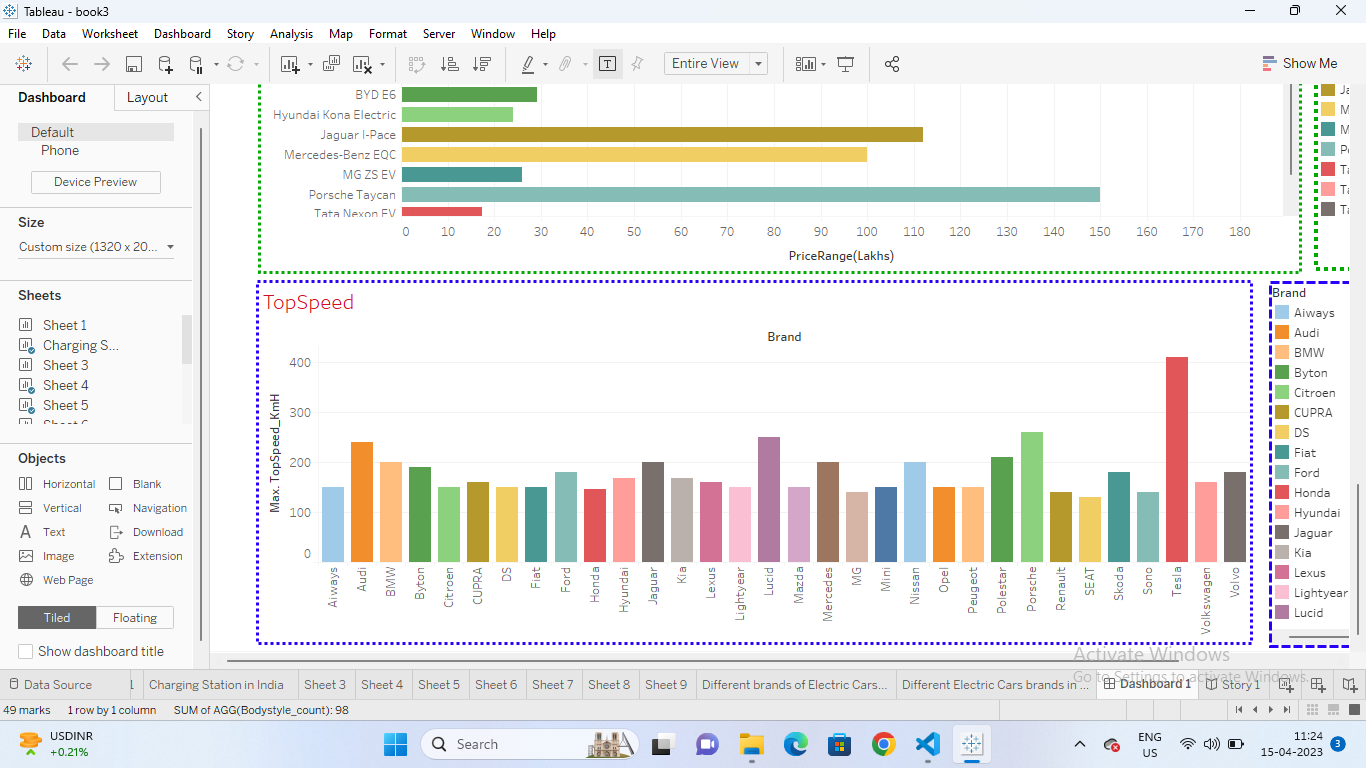 Tableau - book3
File Data Worksheet Dashboard Story Analysis Map Format Server Window Help
Entire View
Show Me
Dashboard Layout
Default
Phone
Device Preview
Size
Custom size (1320 x 20...
Sheets
Sheet 1
Charging S...
Sheet 3
Sheet 4
Sheet 5
Objects
Horizontal Blank
Vertical Navigation
Text Download
Image Extension
Web Page
Tiled Floating
Show dashboard title
BYD E6
Hyundai Kona Electric
Jaguar I-Pace
Mercedes-Benz EQC
MG ZS EV
Porsche Taycan
Tata Nexon EV
0 10 20 30 40 50 60 70 80 90 100 110 120 130 140 150 160 170 180
PriceRange(Lakhs)
TopSpeed
Brand
Max. TopSpeed_KmH
400
300
200
100
0
Aiways Audi BMW Byton Citroen CUPRA DS Fiat Ford Honda Hyundai Jaguar Kia Lexus Lightyear Lucid Mazda Mercedes MG Mini Nissan Opel Peugeot Polestar Porsche Renault SEAT Skoda Sono Tesla Volkswagen Volvo
Brand
Aiways
Audi
BMW
Byton
Citroen
CUPRA
DS
Fiat
Ford
Honda
Hyundai
Jaguar
Kia
Lexus
Lightyear
Lucid
Activate Windows
Go to Settings to activate Windows.
Data Source Charging Station in India Sheet 3 Sheet 4 Sheet 5 Sheet 6 Sheet 7 Sheet 8 Sheet 9 Different brands of Electric Cars... Different Electric Cars brands in ... Dashboard 1 Story 1
49 marks 1 row by 1 column SUM of AGG(Bodystyle_count): 98
USDINR
+0.21%
Search
ENG
US
11:24
15-04-2023
3